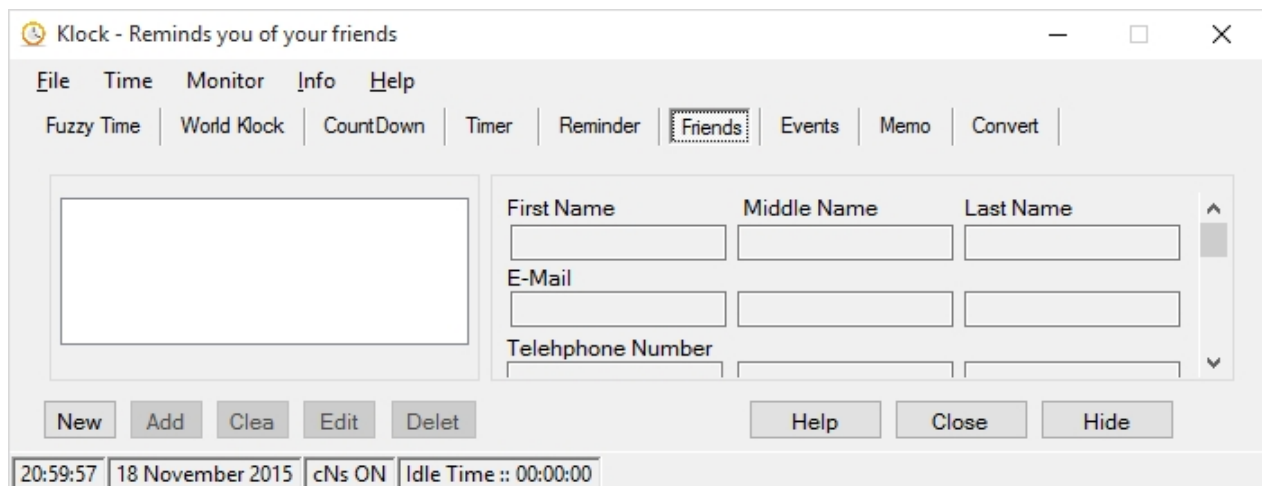 Klock - Reminds you of your friends
File Time Monitor Info Help
Fuzzy Time World Klock CountDown Timer Reminder Friends Events Memo Convert
First Name Middle Name Last Name
E-Mail
Telehphone Number
New Add Clea Edit Delet Help Close Hide
20:59:57 18 November 2015 cNs ON Idle Time :: 00:00:00